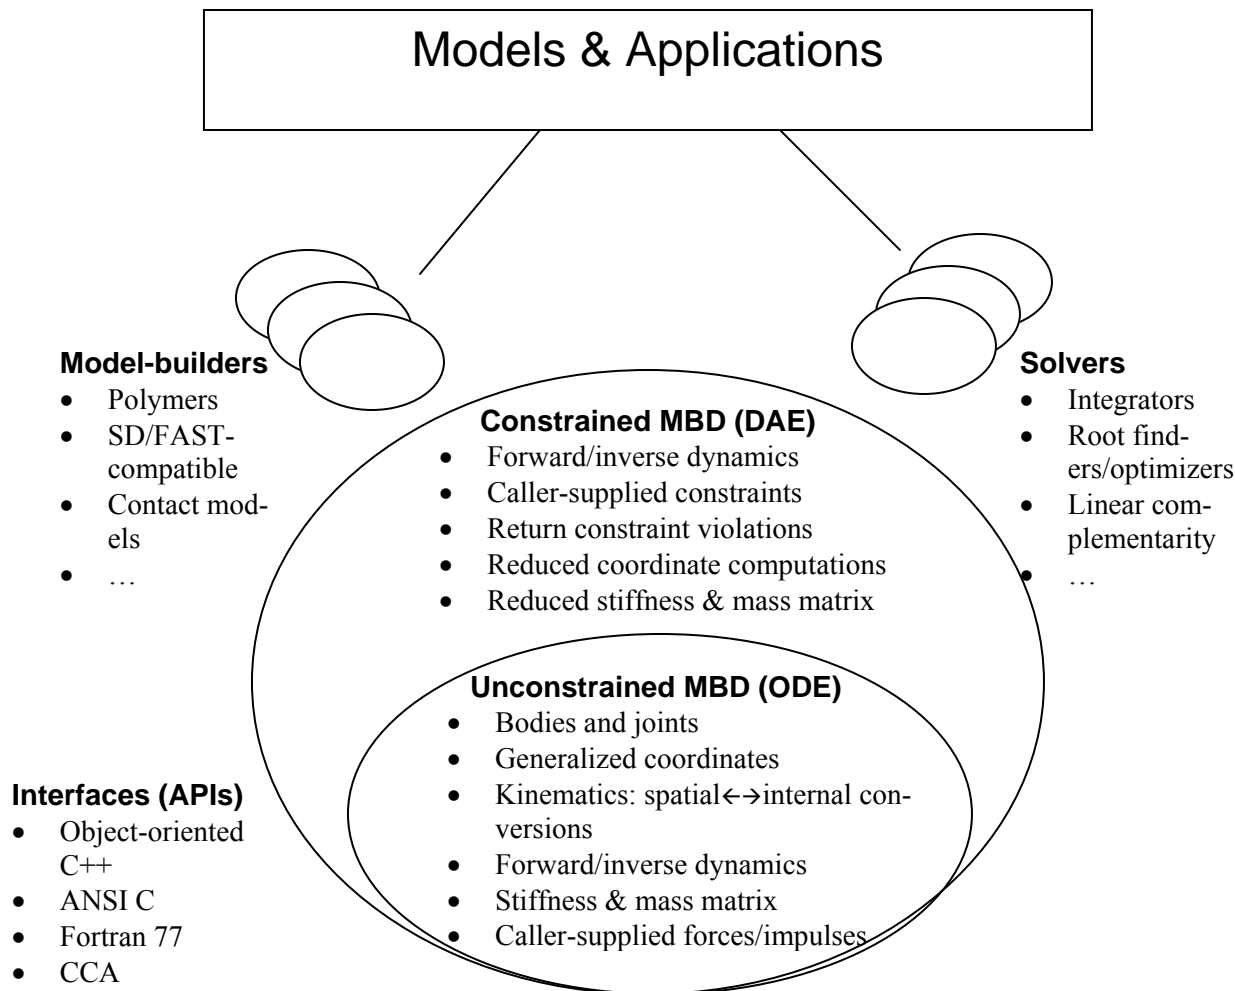 Models & Applications
Model-builders
• Polymers
• SD/FAST-
compatible
• Contact mod-
els
• …
Solvers
• Integrators
• Root find-
ers/optimizers
• Linear com-
plementarity
• …
Constrained MBD (DAE)
• Forward/inverse dynamics
• Caller-supplied constraints
• Return constraint violations
• Reduced coordinate computations
• Reduced stiffness & mass matrix
Unconstrained MBD (ODE)
• Bodies and joints
• Generalized coordinates
• Kinematics: spatial←→internal con-
versions
• Forward/inverse dynamics
• Stiffness & mass matrix
• Caller-supplied forces/impulses
Interfaces (APIs)
• Object-oriented
C++
• ANSI C
• Fortran 77
• CCA